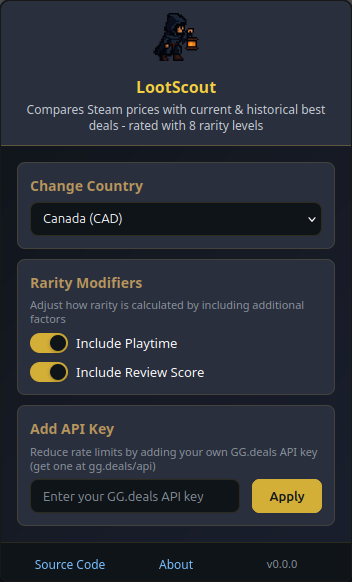 LootScout
Compares Steam prices with current & historical best
deals - rated with 8 rarity levels
Change Country
Canada (CAD)
Rarity Modifiers
Adjust how rarity is calculated by including additional
factors
Include Playtime
Include Review Score
Add API Key
Reduce rate limits by adding your own GG.deals API key
(get one at gg.deals/api)
Enter your GG.deals API key
Apply
Source Code
About
v0.0.0